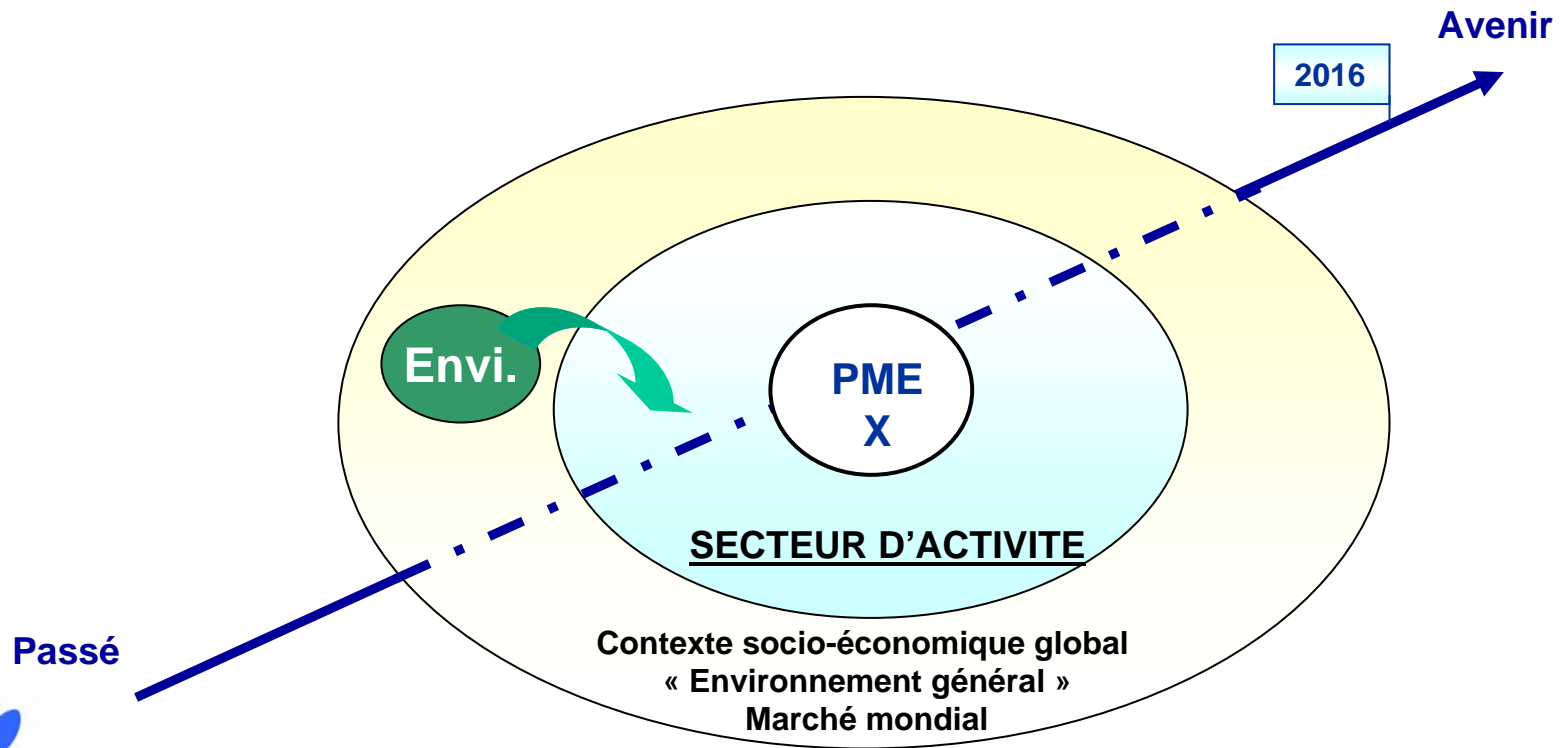 Avenir
2016
Envi.
PME
X
SECTEUR D’ACTIVITE
Passé
Contexte socio-économique global
« Environnement général »
Marché mondial